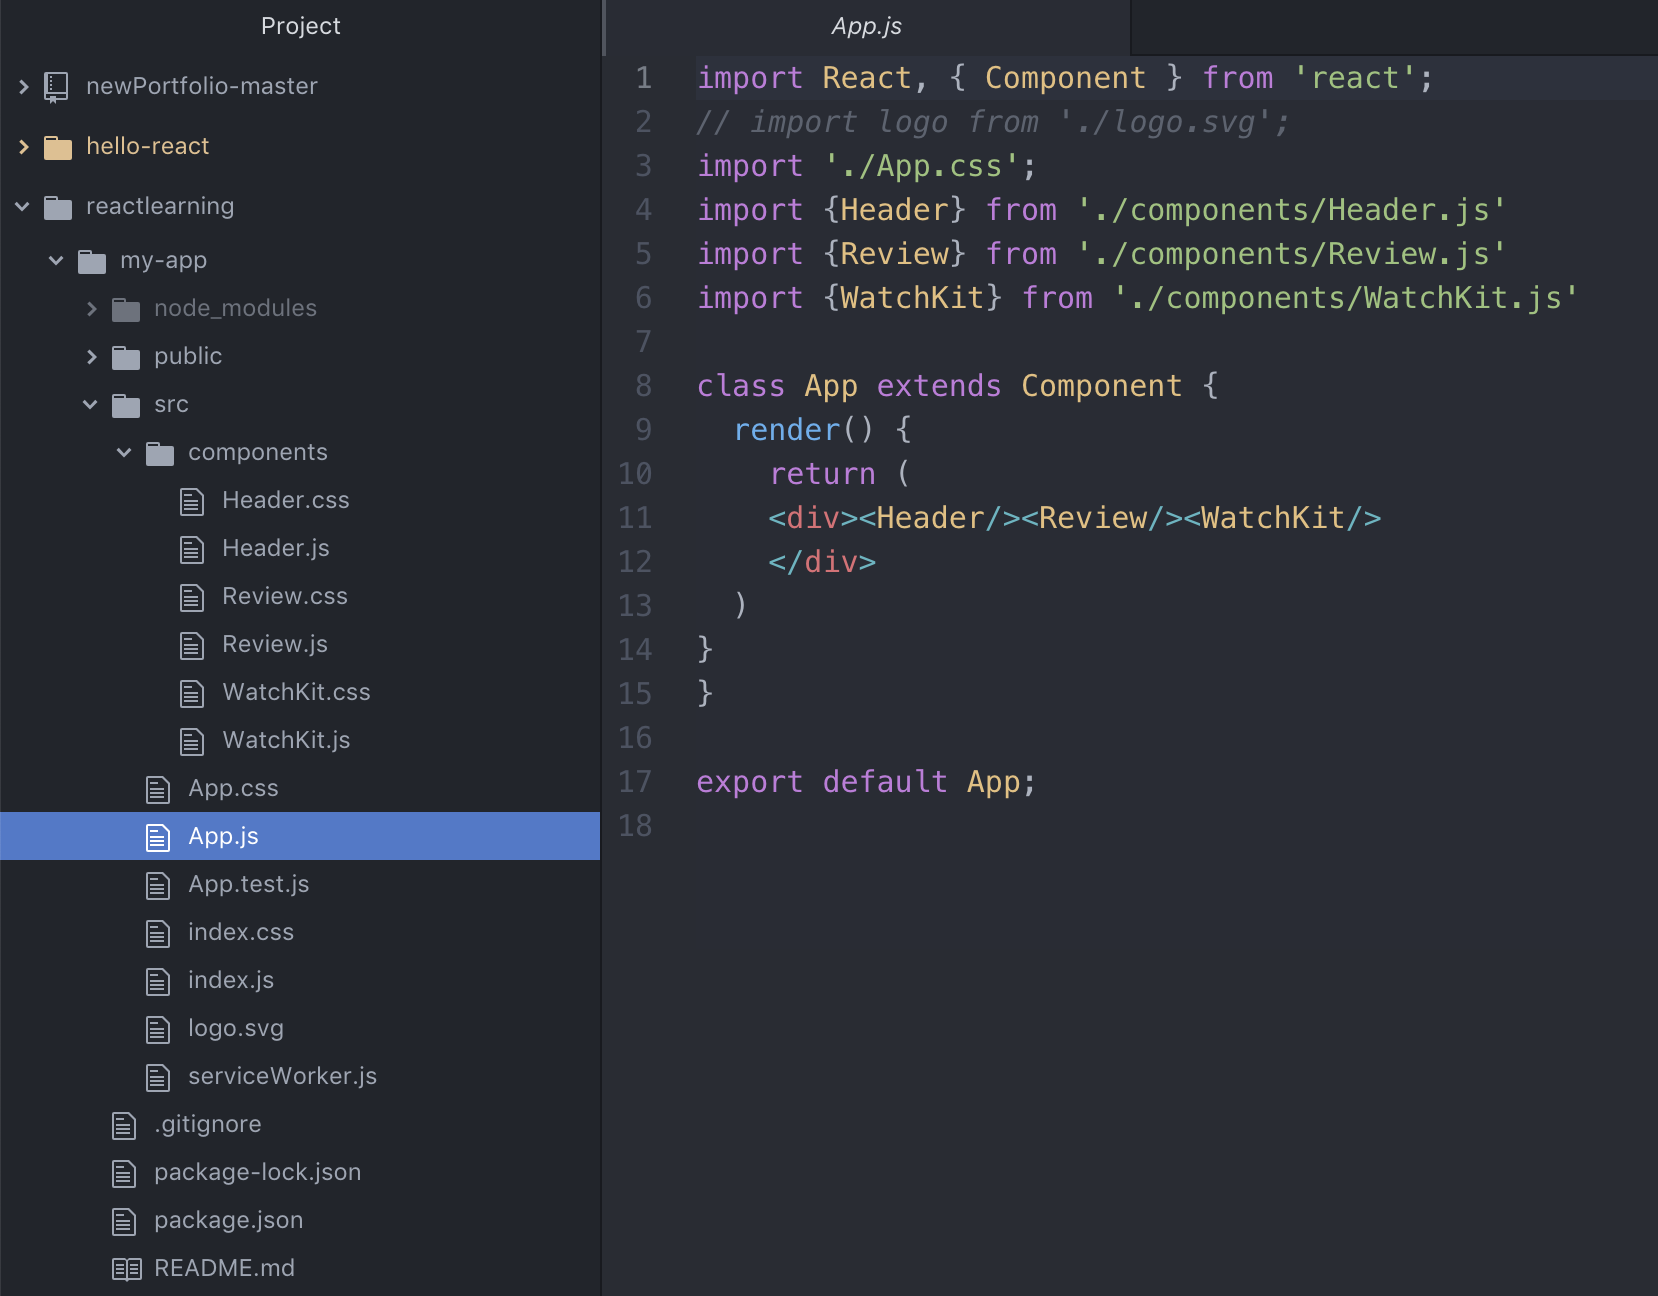 Project
newPortfolio-master
hello-react
reactlearning
my-app
node_modules
public
src
components
Header.css
Header.js
Review.css
Review.js
WatchKit.css
WatchKit.js
App.css
App.js
App.test.js
index.css
index.js
logo.svg
serviceWorker.js
.gitignore
package-lock.json
package.json
README.md
App.js
1 import React, { Component } from 'react';
2 // import logo from './logo.svg';
3 import './App.css';
4 import {Header} from './components/Header.js'
5 import {Review} from './components/Review.js'
6 import {WatchKit} from './components/WatchKit.js'
7
8 class App extends Component {
9   render() {
10     return (
11     <div><Header/><Review/><WatchKit/>
12     </div>
13   )
14 }
15 }
16
17 export default App;
18